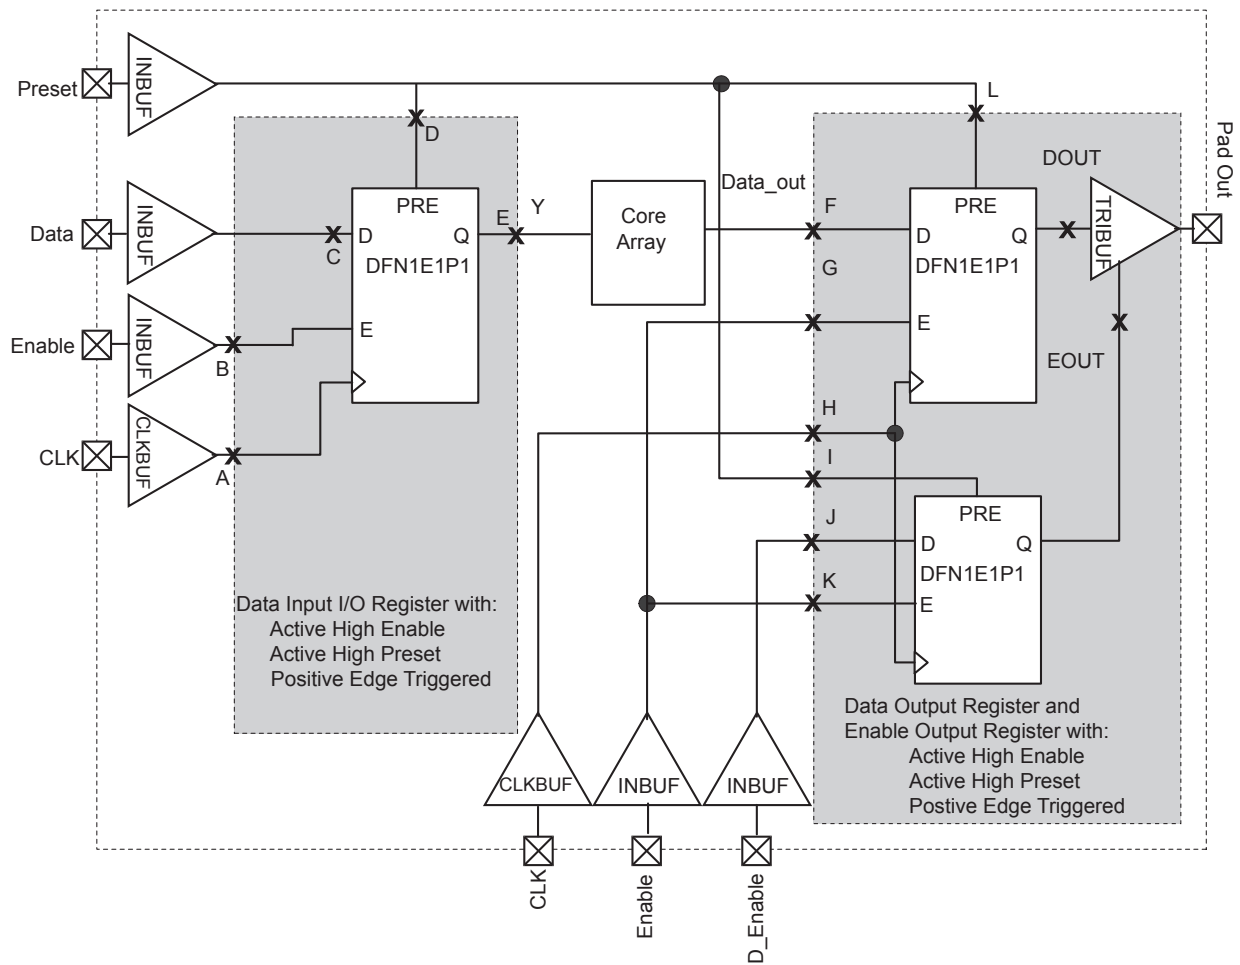 Preset
INBUF
L
D
Pad Out
DOUT
Data
INBUF
PRE
D
Q
DFN1E1P1
E
C
E
Y
Core
Array
Data_out
F
G
PRE
D
Q
DFN1E1P1
E
TRIBUF
EOUT
Enable
INBUF
B
CLK
CLKBUF
A
H
I
J
K
PRE
D
Q
DFN1E1P1
E
Data Input I/O Register with:
Active High Enable
Active High Preset
Positive Edge Triggered
Data Output Register and
Enable Output Register with:
Active High Enable
Active High Preset
Postive Edge Triggered
CLKBUF
INBUF
INBUF
CLK
Enable
D_Enable